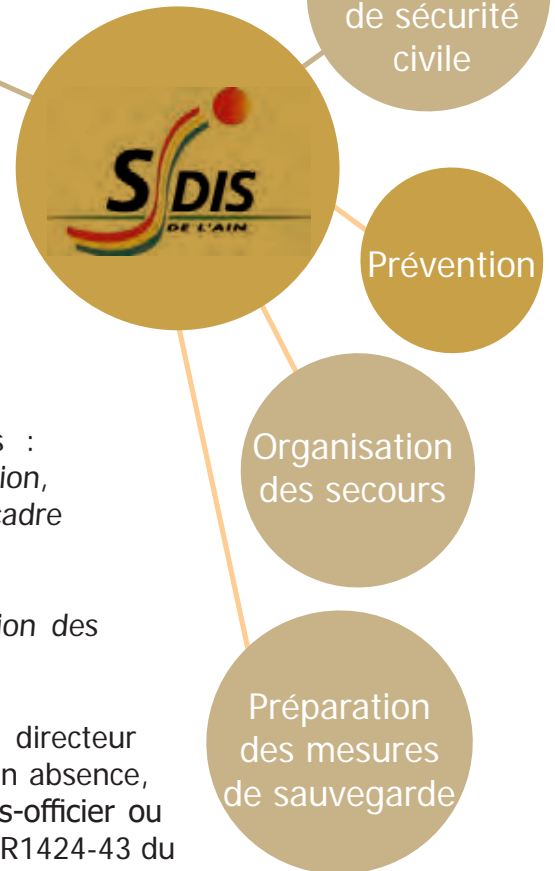 de sécurité
civile
SDIS
DE L'AIN
Prévention
s :
ion,
cadre
Organisation
des secours
ion des
directeur
n absence,
s-officier ou
R1424-43 du
Préparation
des mesures
de sauvegarde